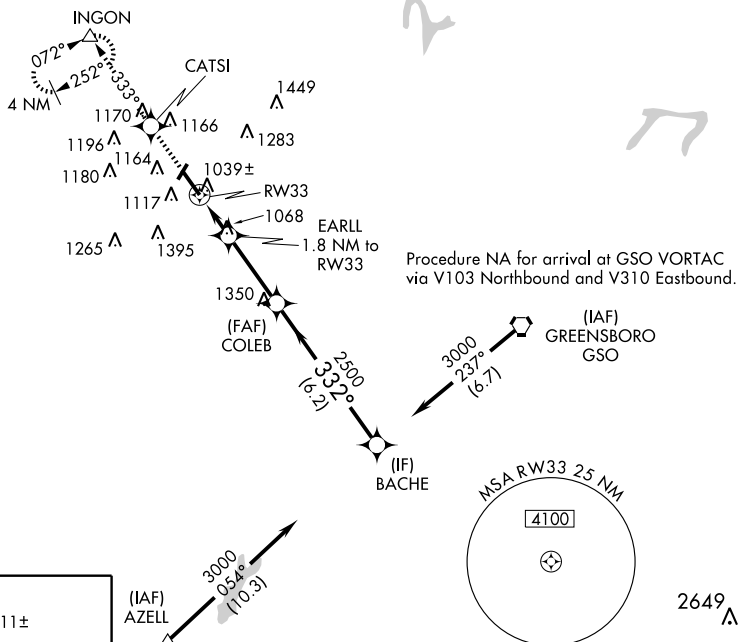 INGON
072°
252°
333°
4 NM
CATSI
1449
1170
1166
1196
1283
1164
1180
1039±
1117
RW33
1068
1265
1395
EARLL
1.8 NM to
RW33
Procedure NA for arrival at GSO VORTAC
via V103 Northbound and V310 Eastbound.
1350
(FAF)
COLEB
(IAF)
GREENSBORO
GSO
3000
237°
(6.7)
2500
332°
(6.2)
(IF)
BACHE
MSA RW33 25 NM
4100
3000
054°
(10.3)
(IAF)
AZELL
11±
2649